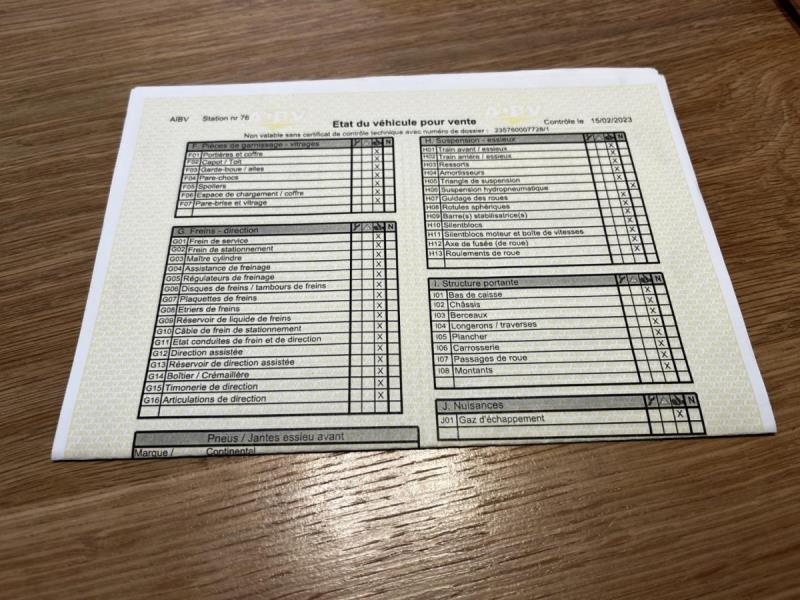 AIBV Station nr 76
Etat du véhicule pour vente
Contrôle le 15/02/2023
Non valable sans certificat de contrôle technique avec numéro de dossier : 235760007728/1
F. Pièces de garnissage - vitrages N
F01 Portières et coffre X
F02 Capot / Toit X
F03 Garde-boue / ailes X
F04 Pare-chocs X
F05 Spoilers X
F06 Espace de chargement / coffre X
F07 Pare-brise et vitrage X
G. Freins - direction N
G01 Frein de service X
G02 Frein de stationnement X
G03 Maître cylindre X
G04 Assistance de freinage X
G05 Régulateurs de freinage X
G06 Disques de freins / tambours de freins X
G07 Plaquettes de freins X
G08 Etriers de freins X
G09 Réservoir de liquide de freins X
G10 Câble de frein de stationnement X
G11 Etat conduites de frein et de direction X
G12 Direction assistée X
G13 Réservoir de direction assistée X
G14 Boîtier / Crémaillère X
G15 Timonerie de direction X
G16 Articulations de direction X
Pneus / Jantes essieu avant
Marque / Continental
H. Suspension - essieux N
H01 Train avant / essieux X
H02 Train arrière / essieux X
H03 Ressorts X
H04 Amortisseurs X
H05 Triangle de suspension X
H06 Suspension hydropneumatique X
H07 Guidage des roues X
H08 Rotules sphériques X
H09 Barre(s) stabilisatrice(s) X
H10 Silentblocs X
H11 Silentblocs moteur et boîte de vitesses X
H12 Axe de fusée (de roue) X
H13 Roulements de roue X
I. Structure portante N
I01 Bas de caisse X
I02 Châssis X
I03 Berceaux X
I04 Longerons / traverses X
I05 Plancher X
I06 Carrosserie X
I07 Passages de roue X
I08 Montants X
J. Nuisances N
J01 Gaz d'échappement X